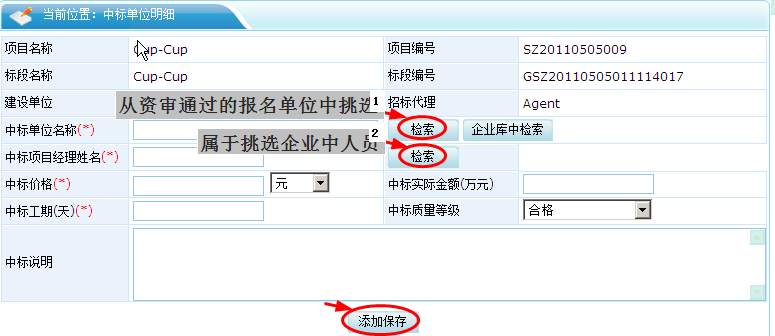 当前位置：中标单位明细
项目名称 Cup-Cup 项目编号 SZ20110505009
标段名称 Cup-Cup 标段编号 GSZ20110505011114017
建设单位 招标代理 Agent
从资审通过的报名单位中挑选 1
中标单位名称(*) 检索 企业库中检索
属于挑选企业中人员 2
中标项目经理姓名(*) 检索
中标价格(*) 元 中标实际金额(万元)
中标工期(天)(*) 中标质量等级 合格
中标说明
添加保存